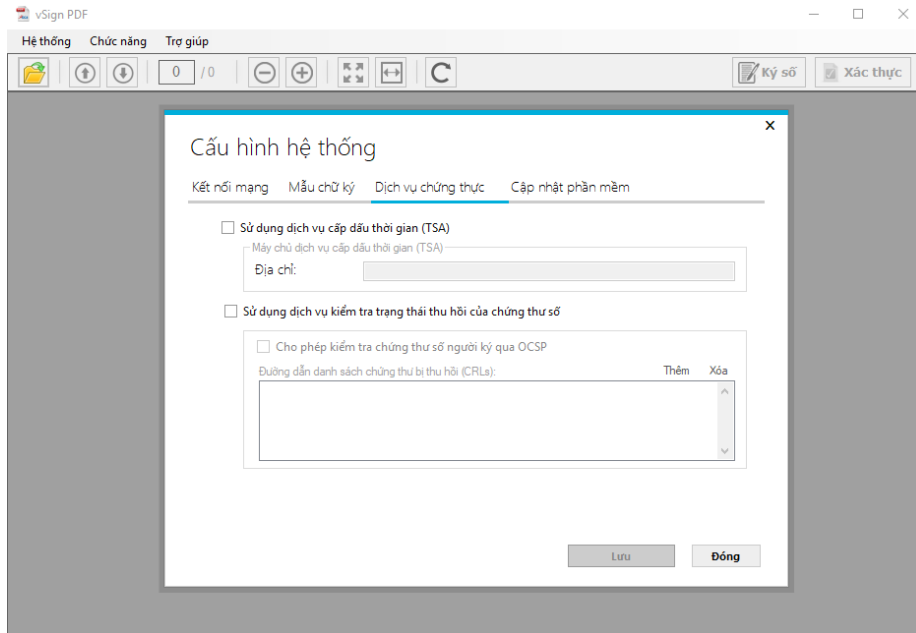 vSign PDF
Hệ thống Chức năng Trợ giúp
0 / 0 Ký số Xác thực
Cấu hình hệ thống
Kết nối mạng Mẫu chữ ký Dịch vụ chứng thực Cập nhật phần mềm
Sử dụng dịch vụ cấp dấu thời gian (TSA)
Máy chủ dịch vụ cấp dấu thời gian (TSA)
Địa chỉ:
Sử dụng dịch vụ kiểm tra trạng thái thu hồi của chứng thư số
Cho phép kiểm tra chứng thư số người ký qua OCSP
Đường dẫn danh sách chứng thư bị thu hồi (CRLs): Thêm Xóa
Lưu Đóng